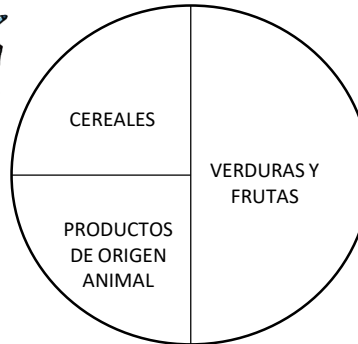 CEREALES
VERDURAS Y
FRUTAS
PRODUCTOS
DE ORIGEN
ANIMAL